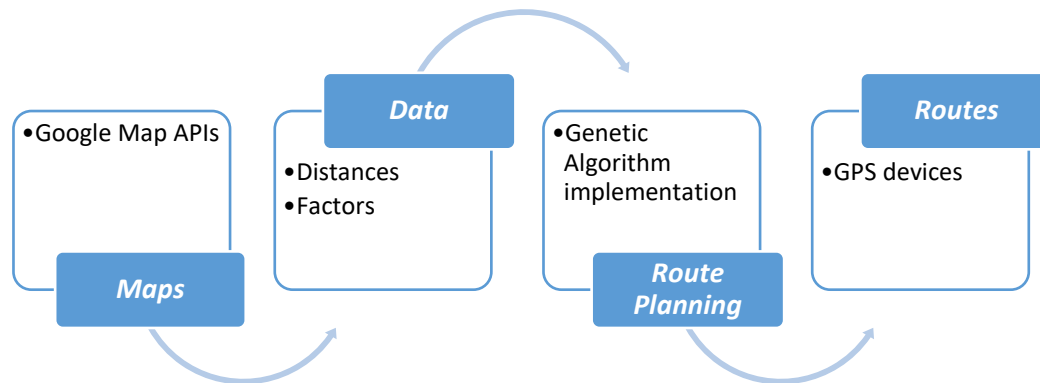 •Google Map APIs
Maps
Data
•Distances
•Factors
•Genetic
Algorithm
implementation
Route
Planning
Routes
•GPS devices